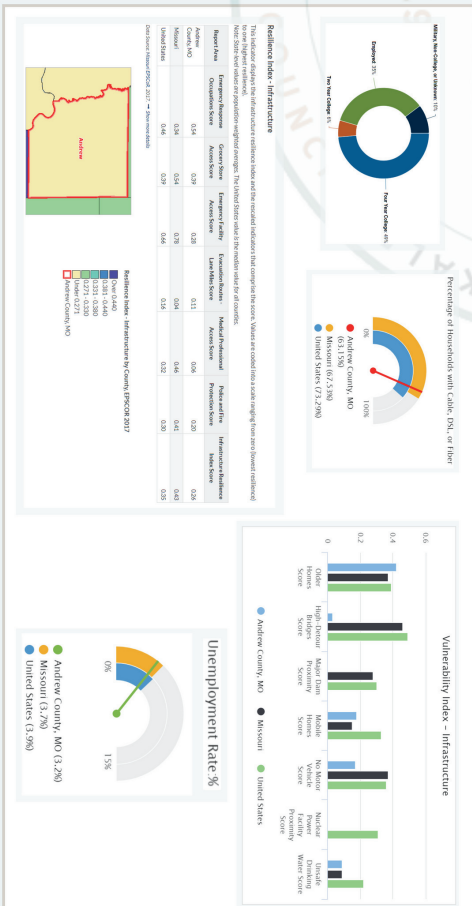 Military, Non-College, or Unknown: 10%
Employed: 35%
Four Year College: 49%
Two Year College: 6%
Percentage of Households with Cable, DSL, or Fiber
0%
100%
Andrew County, MO
(63.15%)
Missouri (67.53%)
United States (73.29%)
Vulnerability Index – Infrastructure
0.6
0.4
0.2
0
Older Homes Score
High-Detour Bridges Score
Major Dam Proximity Score
Mobile Homes Score
No Motor Vehicle Score
Nuclear Power Facility Proximity Score
Unsafe Drinking Water Score
Andrew County, MO Missouri United States
Resilience Index - Infrastructure
This indicator displays the infrastructure resilience index and the rescaled indicators that comprise the score. Values are coded into a scale ranging from zero (lowest resilience)
to one (highest resilience).
Note: State-level values are population-weighted averages. The United States value is the median value for all counties.
Report Area Emergency Response Occupations Score Grocery Store Access Score Emergency Facility Access Score Evacuation Routes - Lane Miles Score Medical Professional Access Score Police and Fire Protection Score Infrastructure Resilience Index Score
Andrew County, MO 0.54 0.39 0.28 0.11 0.06 0.20 0.26
Missouri 0.34 0.54 0.78 0.04 0.46 0.41 0.43
United States 0.46 0.39 0.66 0.16 0.32 0.30 0.35
Data Source: Missouri EPSCoR. 2017. → Show more details
Andrew
Resilience Index - Infrastructure by County, EPSCOR 2017
Over 0.440
0.381 - 0.440
0.331 - 0.380
0.271 - 0.330
Under 0.271
Andrew County, MO
Unemployment Rate:%
0%
15%
Andrew County, MO (3.2%)
Missouri (3.7%)
United States (3.9%)